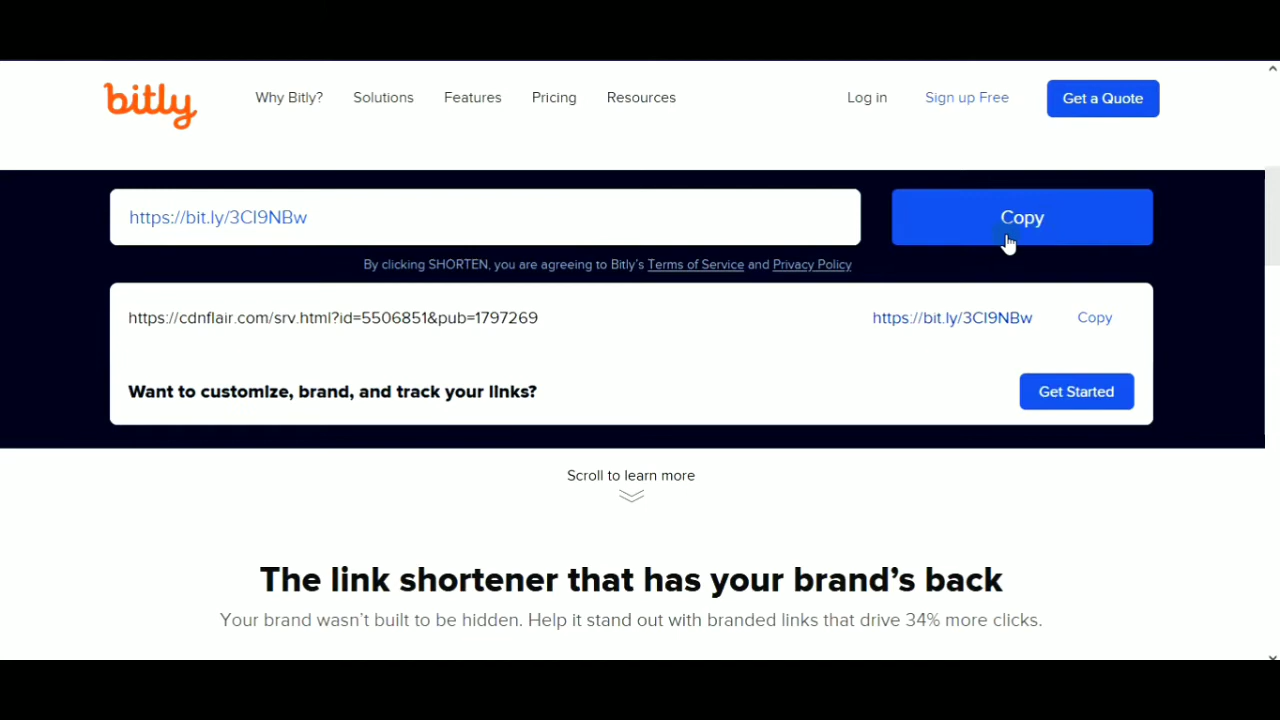 bitly Why Bitly? Solutions Features Pricing Resources Log in Sign up Free Get a Quote
https://bit.ly/3CI9NBw Copy
By clicking SHORTEN, you are agreeing to Bitly’s Terms of Service and Privacy Policy
https://cdnflair.com/srv.html?id=5506851&pub=1797269 https://bit.ly/3CI9NBw Copy
Want to customize, brand, and track your links? Get Started
Scroll to learn more
The link shortener that has your brand’s back
Your brand wasn’t built to be hidden. Help it stand out with branded links that drive 34% more clicks.